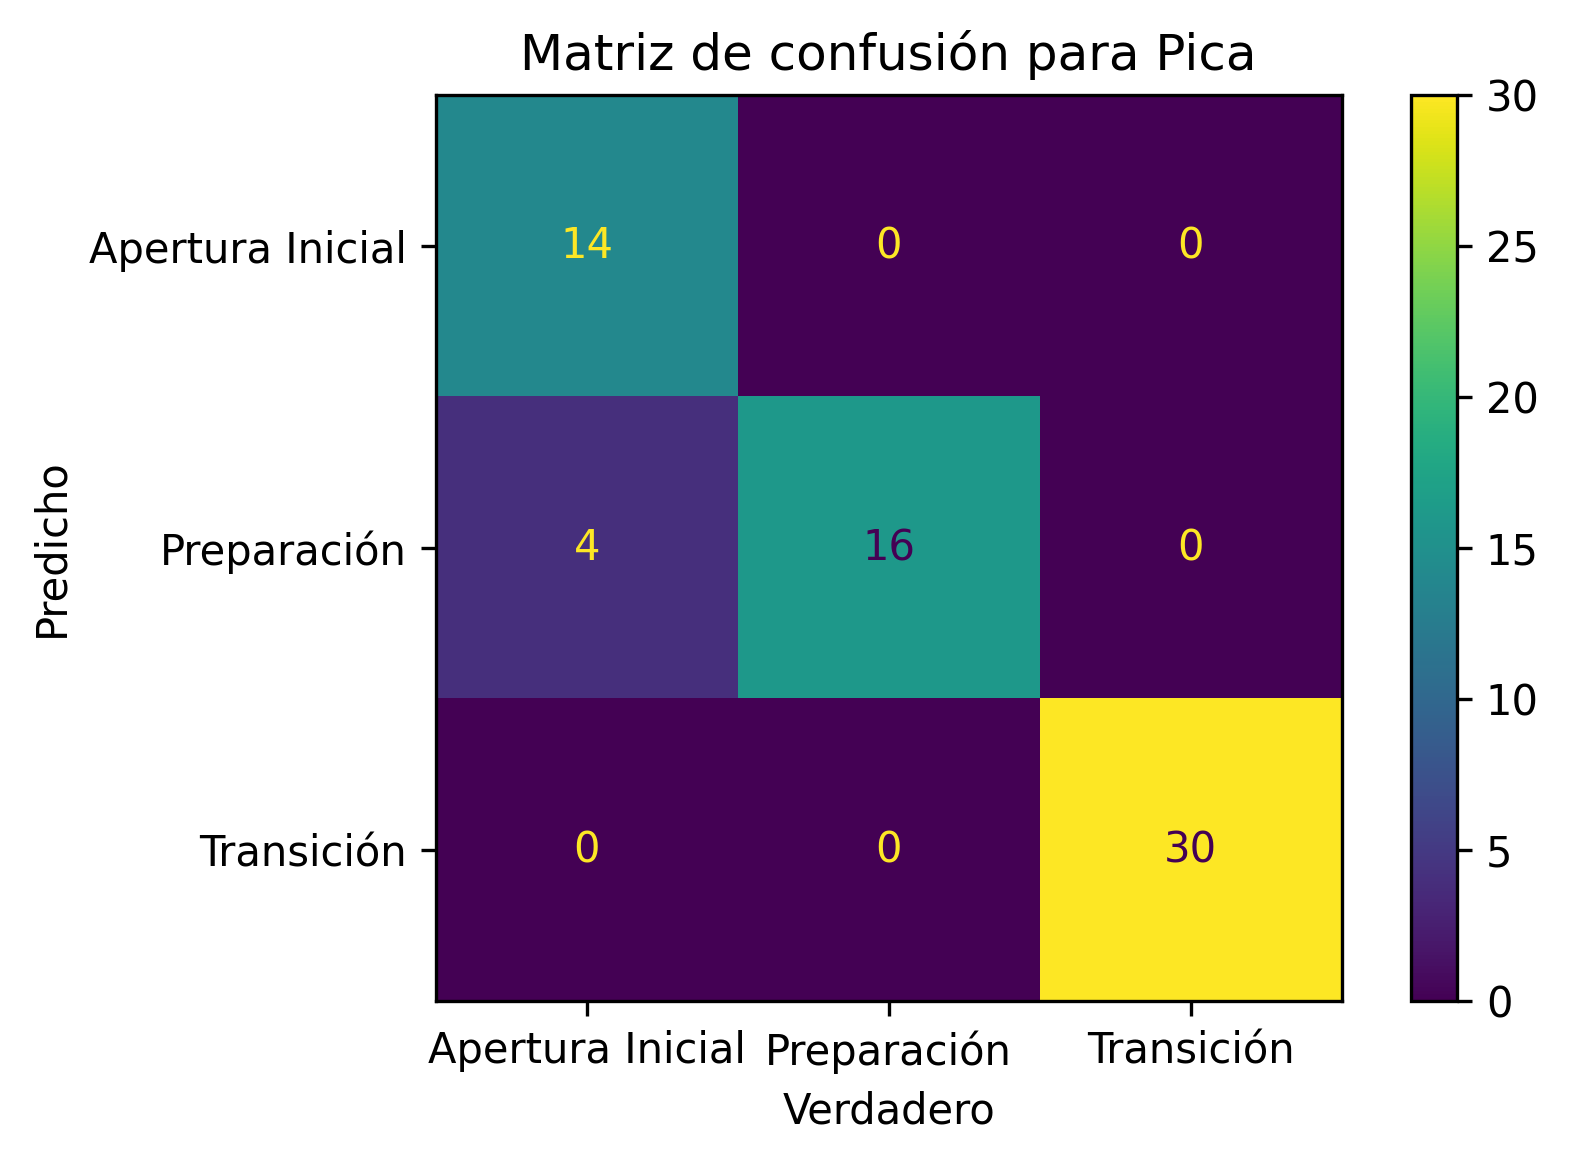 Matriz de confusión para Pica
30
25
20
15
10
5
0
Predicho
Apertura Inicial 14 0 0
Preparación 4 16 0
Transición 0 0 30
Apertura Inicial Preparación Transición
Verdadero